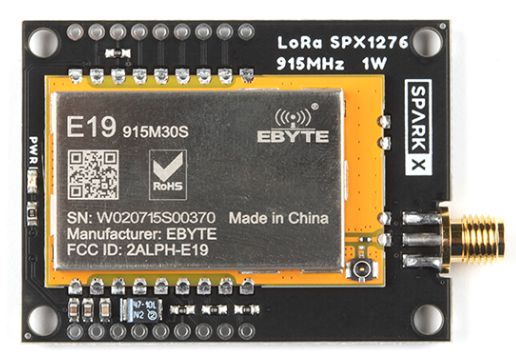 LoRa SPX1276
915MHz 1W
SPARK X
PWR
E19 915M30S
EBYTE
RoHS
SN: W020715S00370 Made in China
Manufacturer: EBYTE
FCC ID: 2ALPH-E19